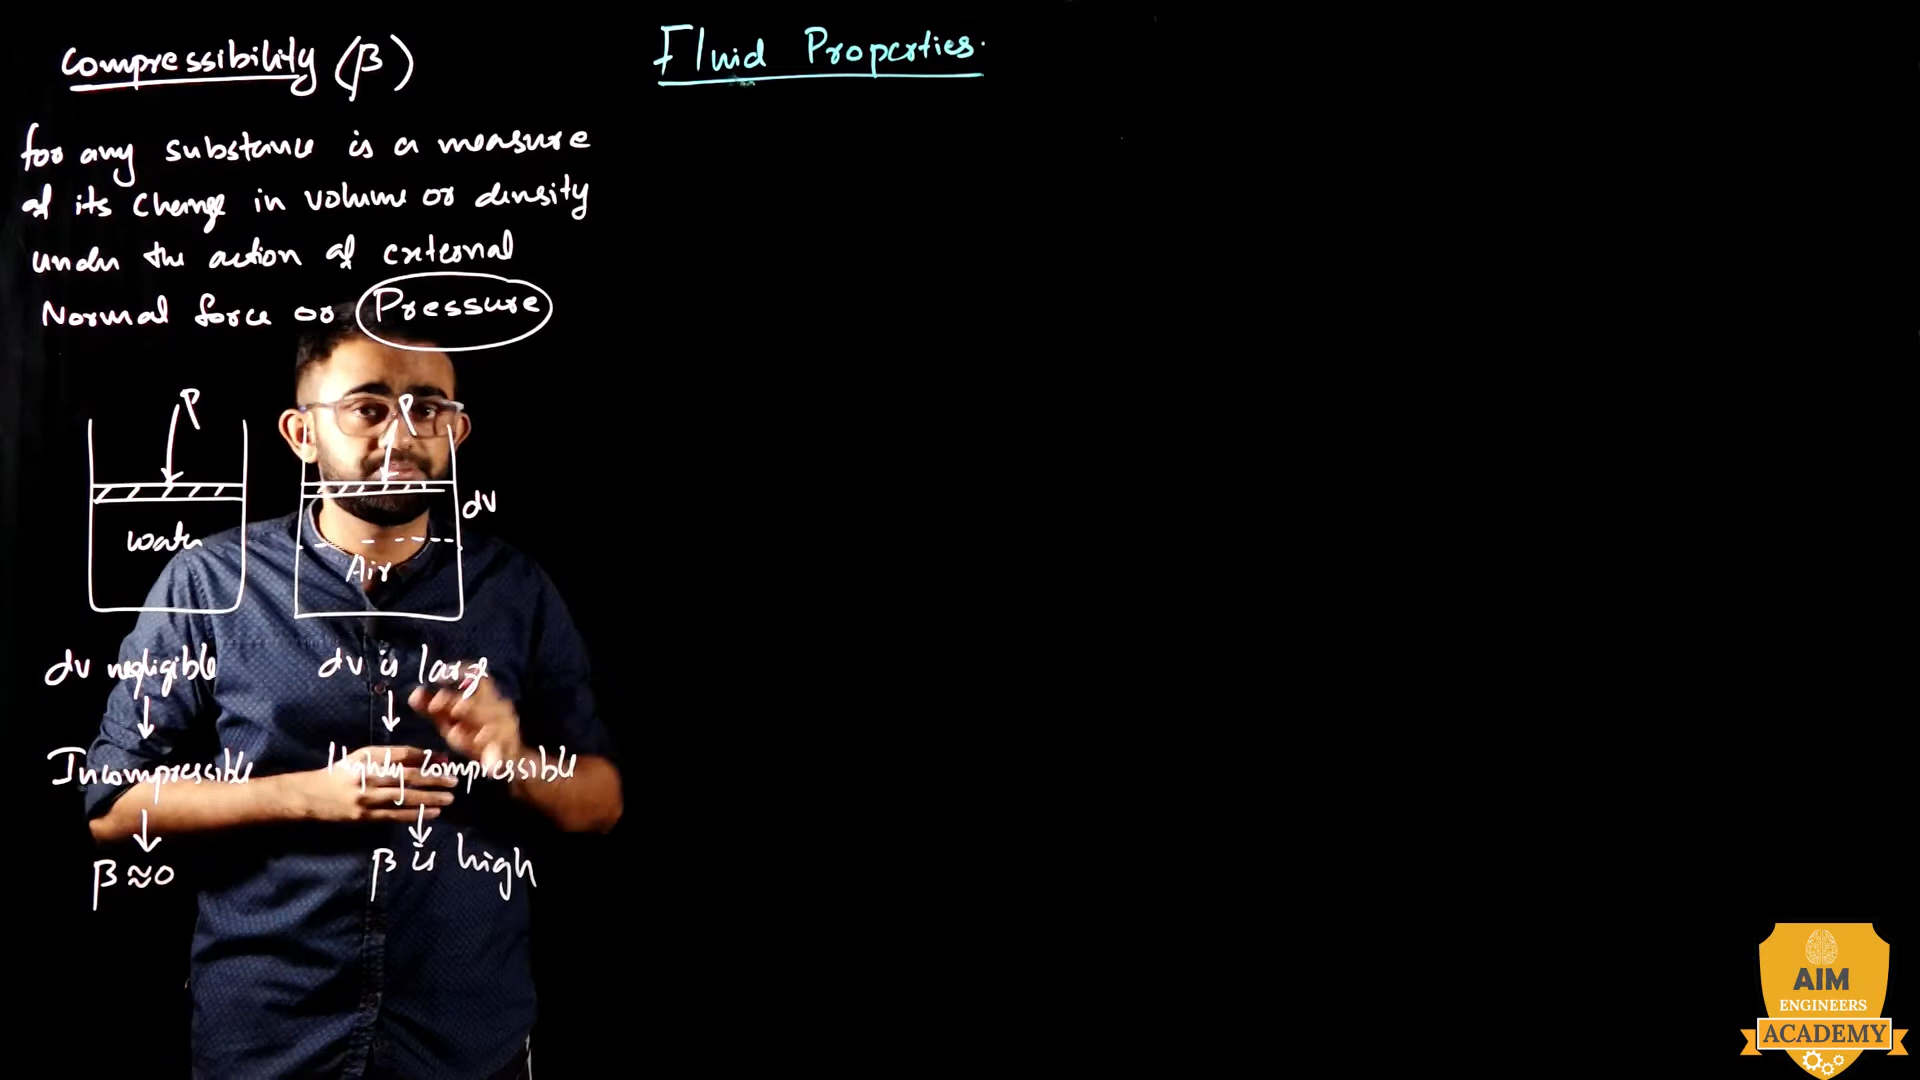 Compressibility (β)
Fluid Properties.
for any substance is a measure
of its change in volume or density
under the action of external
Normal force or Pressure
P
P
dv
water
Air
dv negligible
dv is large
Incompressible
Highly compressible
β ≈ 0
β is high
AIM
ENGINEERS
ACADEMY